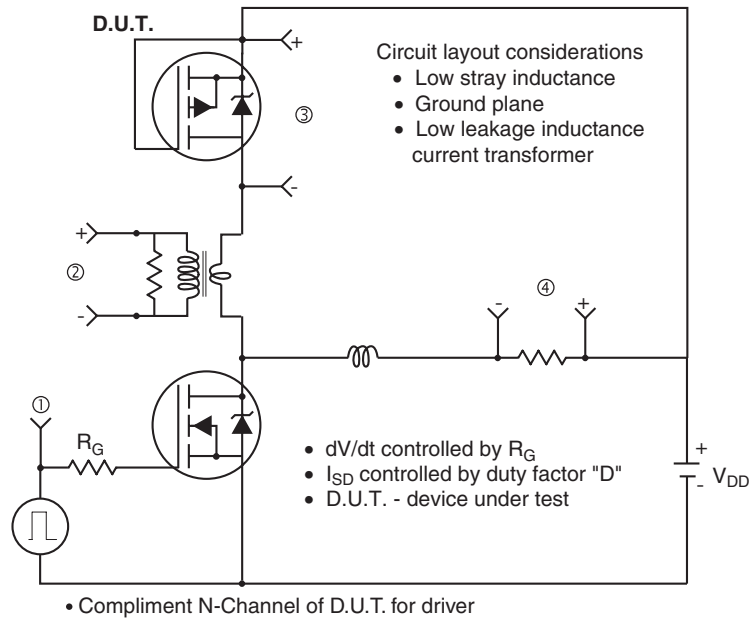 D.U.T.
+
Circuit layout considerations
• Low stray inductance
③
• Ground plane
• Low leakage inductance
current transformer
-
+
②
-
④
-
+
①
R_G
• dV/dt controlled by R_G
• I_SD controlled by duty factor "D"
• D.U.T. - device under test
+
V_DD
-
• Compliment N-Channel of D.U.T. for driver